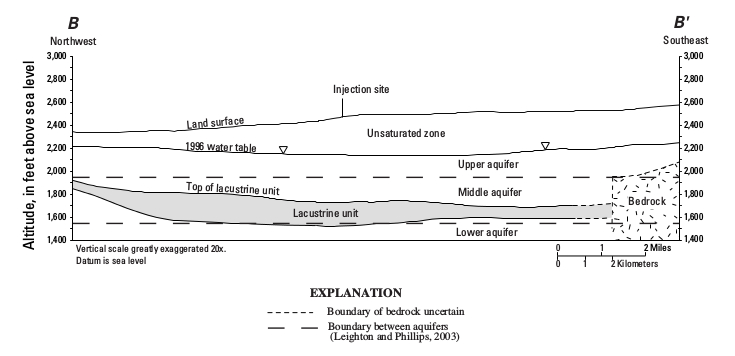 B
B'
Northwest
Southeast
3,000
2,800
2,600
2,400
2,200
2,000
1,800
1,600
1,400
Altitude, in feet above sea level
Injection site
Land surface
Unsaturated zone
1996 water table
Upper aquifer
Top of lacustrine unit
Middle aquifer
Lacustrine unit
Bedrock
Lower aquifer
3,000
2,800
2,600
2,400
2,200
2,000
1,800
1,600
1,400
Vertical scale greatly exaggerated 20x.
Datum is sea level
0 1 2 Miles
0 1 2 Kilometers
EXPLANATION
Boundary of bedrock uncertain
Boundary between aquifers
(Leighton and Phillips, 2003)